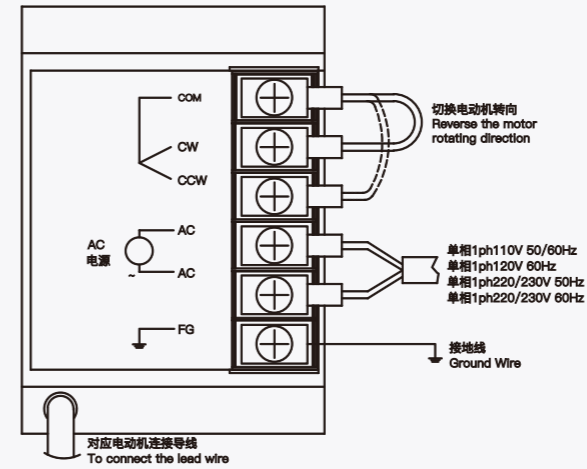 COM
CW
CCW
AC
AC
电源
~
AC
FG
切换电动机转向
Reverse the motor
rotating direction
单相1ph110V 50/60Hz
单相1ph120V 60Hz
单相1ph220/230V 50Hz
单相1ph220/230V 60Hz
接地线
Ground Wire
对应电动机连接导线
To connect the lead wire